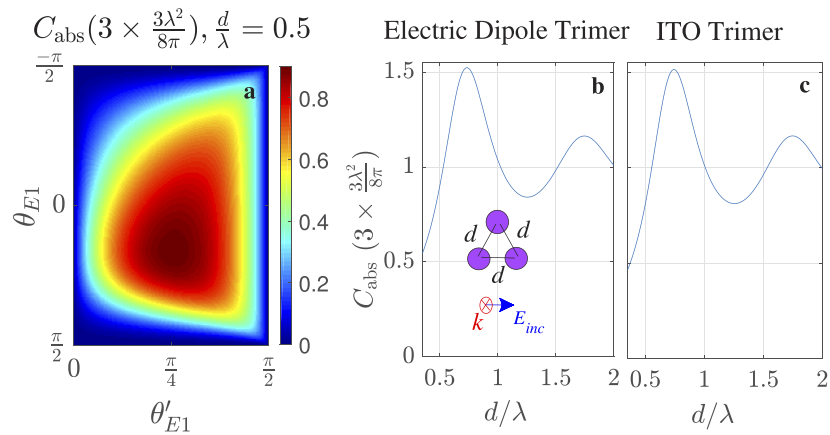 C_abs(3 × 3λ²/8π), d/λ = 0.5
−π/2
0
π/2
θ_E1
a
0
π/4
π/2
θ′_E1
0.8
0.6
0.4
0.2
0
Electric Dipole Trimer
C_abs (3 × 3λ²/8π)
1.5
1
0.5
0
b
d
d
d
k
E_inc
0.5
1
1.5
2
d/λ
ITO Trimer
c
0.5
1
1.5
2
d/λ